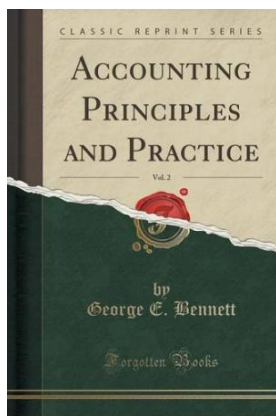 CLASSIC REPRINT SERIES
ACCOUNTING
PRINCIPLES
AND PRACTICE
Vol. 2
by
George E. Bennett
Forgotten Books